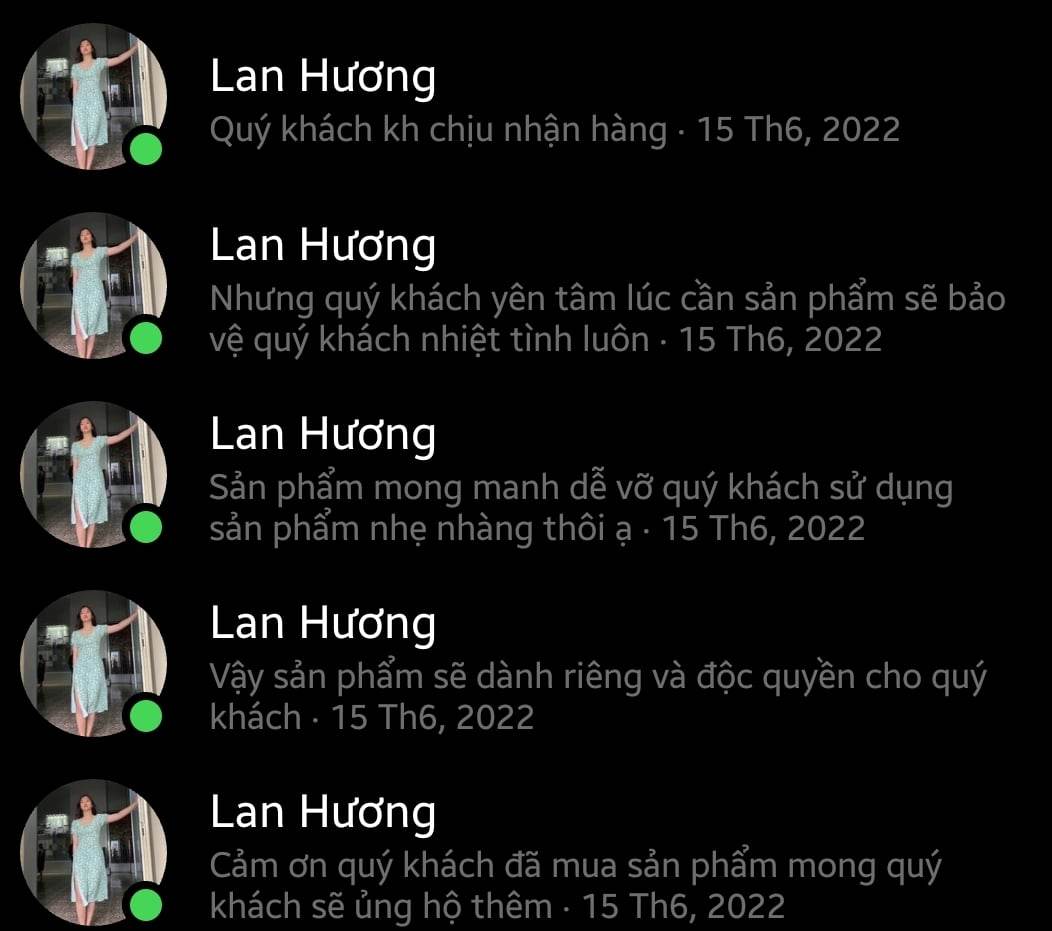 Lan Hương
Quý khách kh chịu nhận hàng · 15 Th6, 2022
Lan Hương
Nhưng quý khách yên tâm lúc cần sản phẩm sẽ bảo
vệ quý khách nhiệt tình luôn · 15 Th6, 2022
Lan Hương
Sản phẩm mong manh dễ vỡ quý khách sử dụng
sản phẩm nhẹ nhàng thôi ạ · 15 Th6, 2022
Lan Hương
Vậy sản phẩm sẽ dành riêng và độc quyền cho quý
khách · 15 Th6, 2022
Lan Hương
Cảm ơn quý khách đã mua sản phẩm mong quý
khách sẽ ủng hộ thêm · 15 Th6, 2022